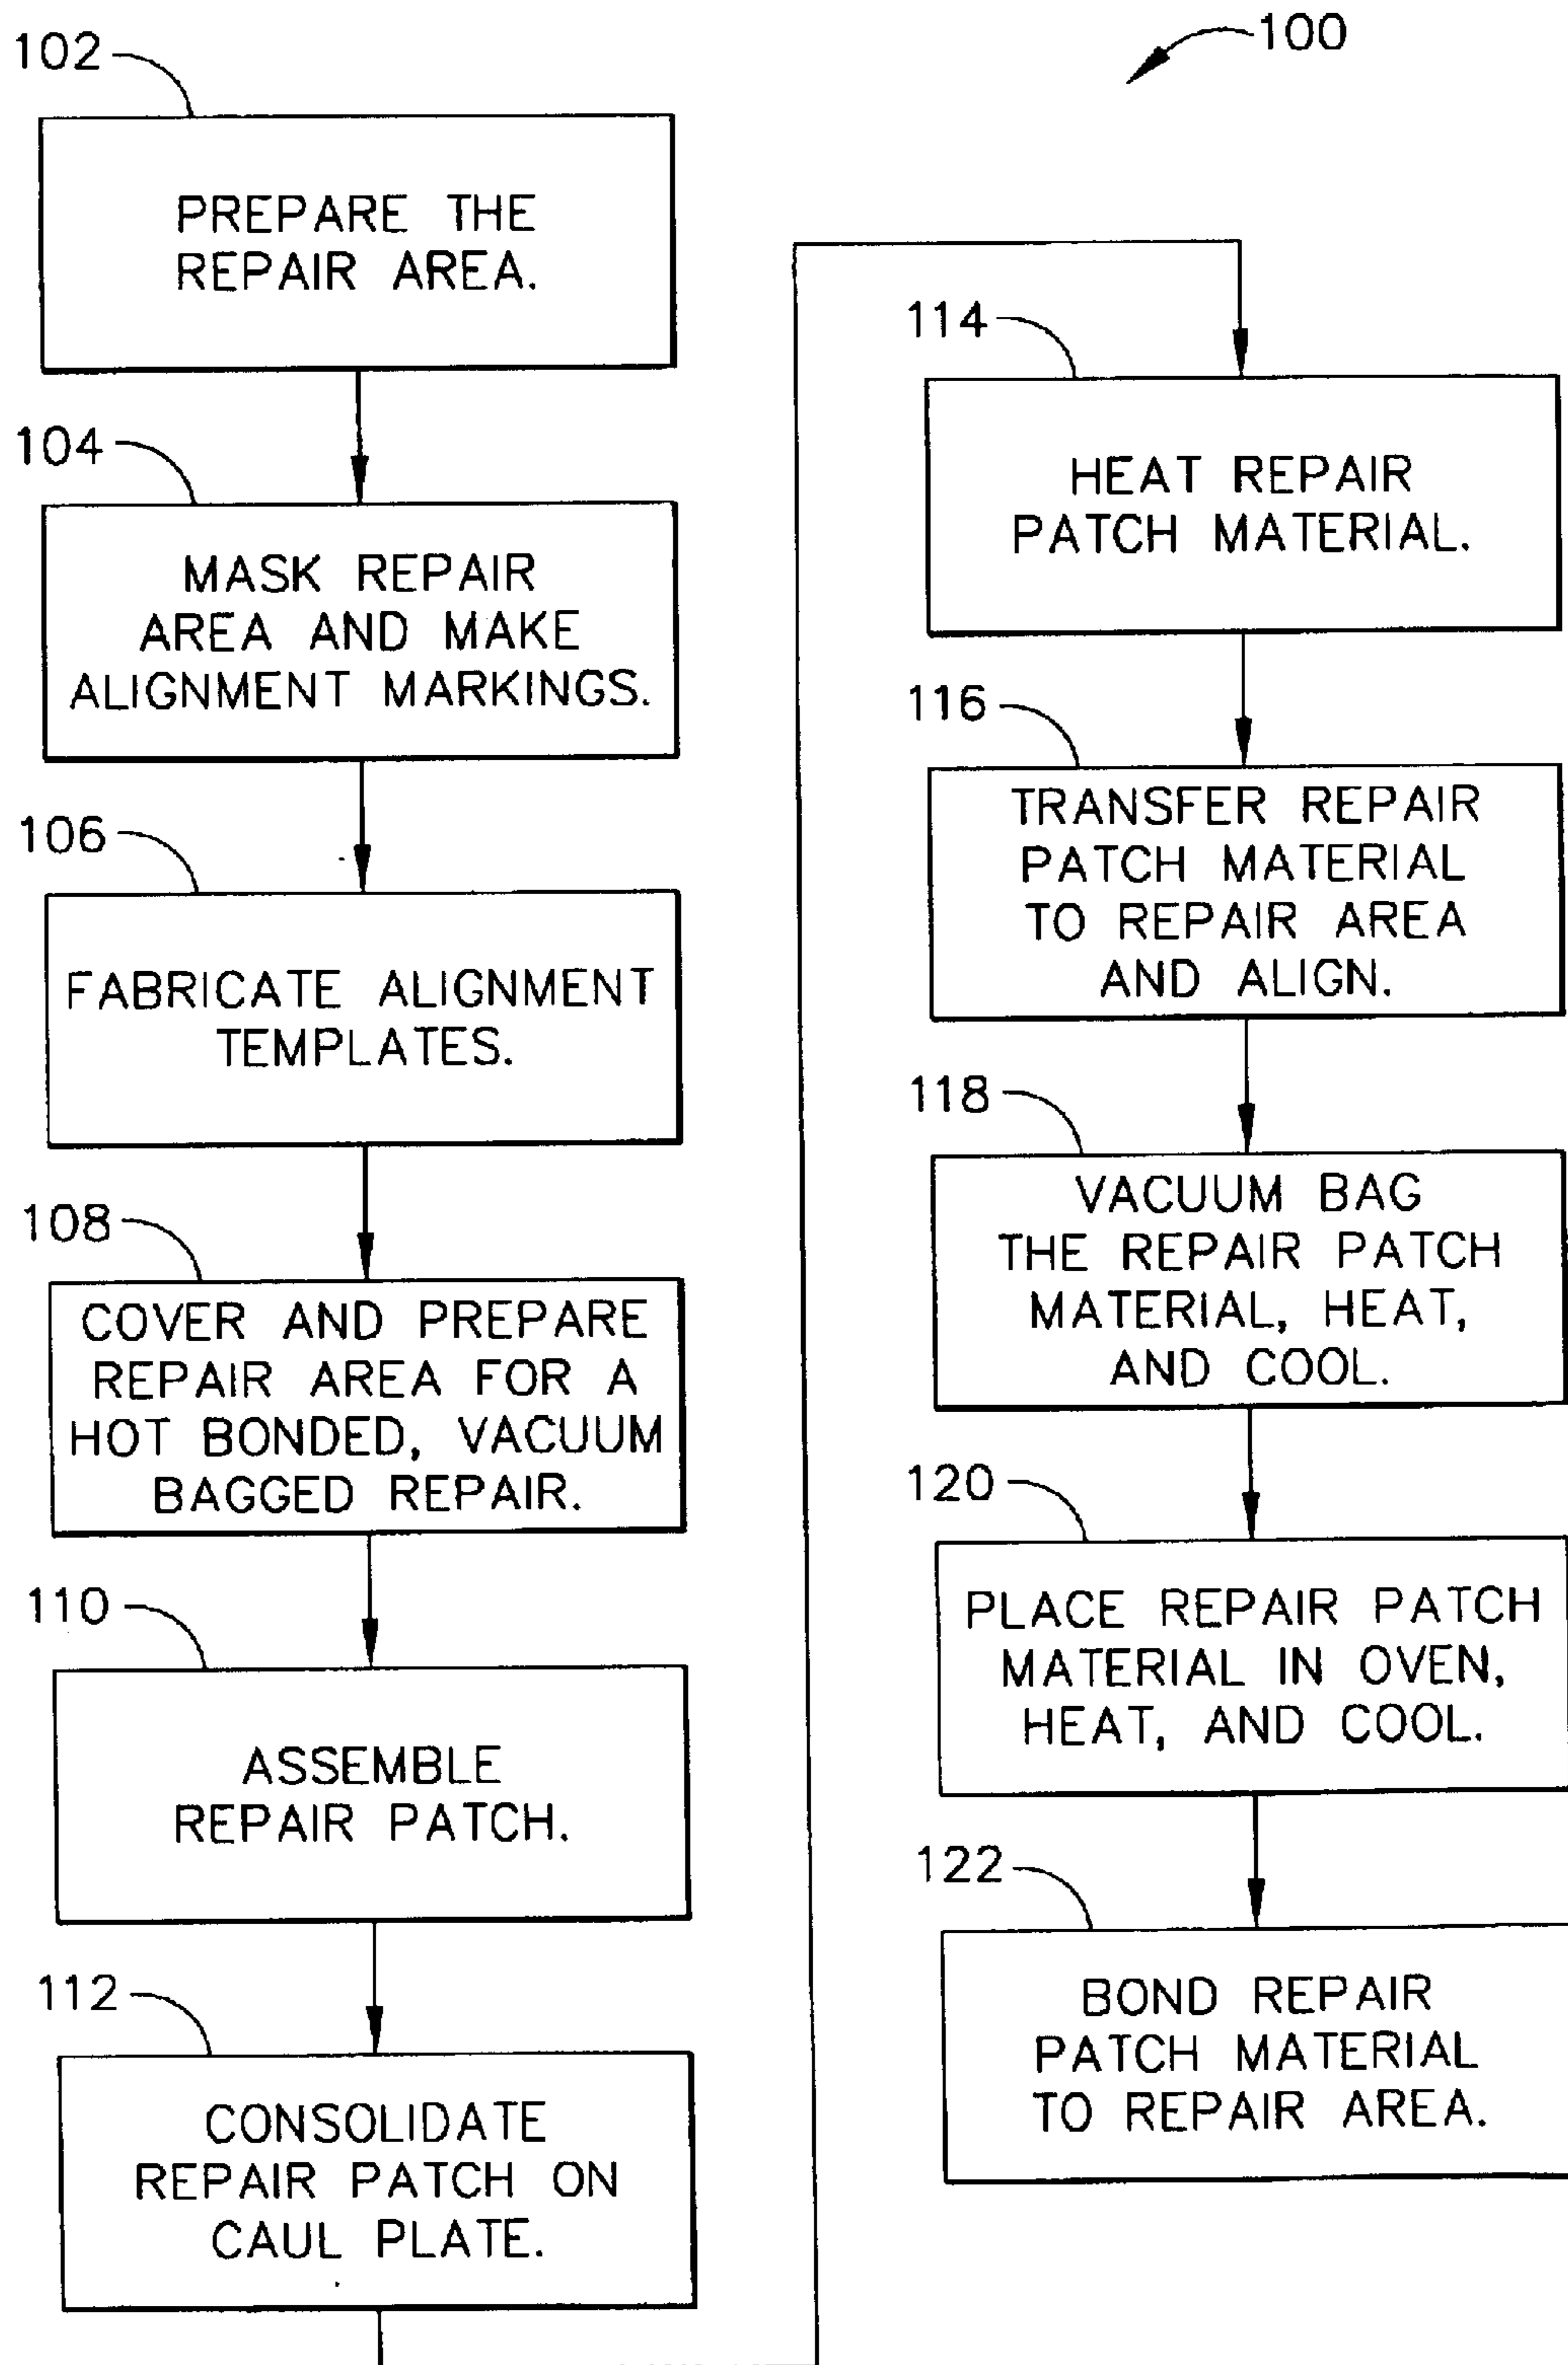 100
102
PREPARE THE
REPAIR AREA.
104
MASK REPAIR
AREA AND MAKE
ALIGNMENT MARKINGS.
106
FABRICATE ALIGNMENT
TEMPLATES.
108
COVER AND PREPARE
REPAIR AREA FOR A
HOT BONDED, VACUUM
BAGGED REPAIR.
110
ASSEMBLE
REPAIR PATCH.
112
CONSOLIDATE
REPAIR PATCH ON
CAUL PLATE.
114
HEAT REPAIR
PATCH MATERIAL.
116
TRANSFER REPAIR
PATCH MATERIAL
TO REPAIR AREA
AND ALIGN.
118
VACUUM BAG
THE REPAIR PATCH
MATERIAL, HEAT,
AND COOL.
120
PLACE REPAIR PATCH
MATERIAL IN OVEN,
HEAT, AND COOL.
122
BOND REPAIR
PATCH MATERIAL
TO REPAIR AREA.